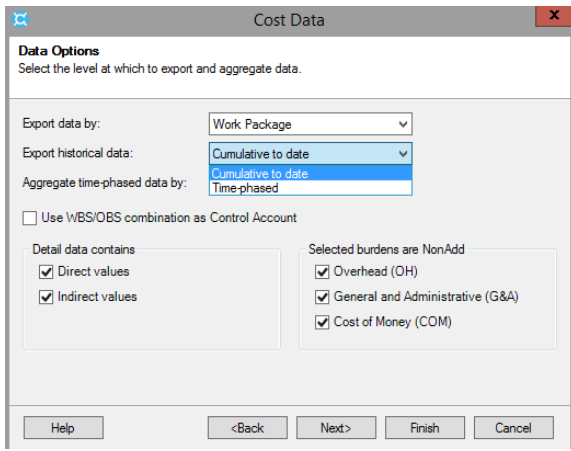 Cost Data
X
Data Options
Select the level at which to export and aggregate data.
Export data by:
Work Package
Export historical data:
Cumulative to date
Cumulative to date
Aggregate time-phased data by:
Time-phased
Use WBS/OBS combination as Control Account
Detail data contains
Selected burdens are NonAdd
Direct values
Overhead (OH)
Indirect values
General and Administrative (G&A)
Cost of Money (COM)
Help
<Back
Next>
Finish
Cancel